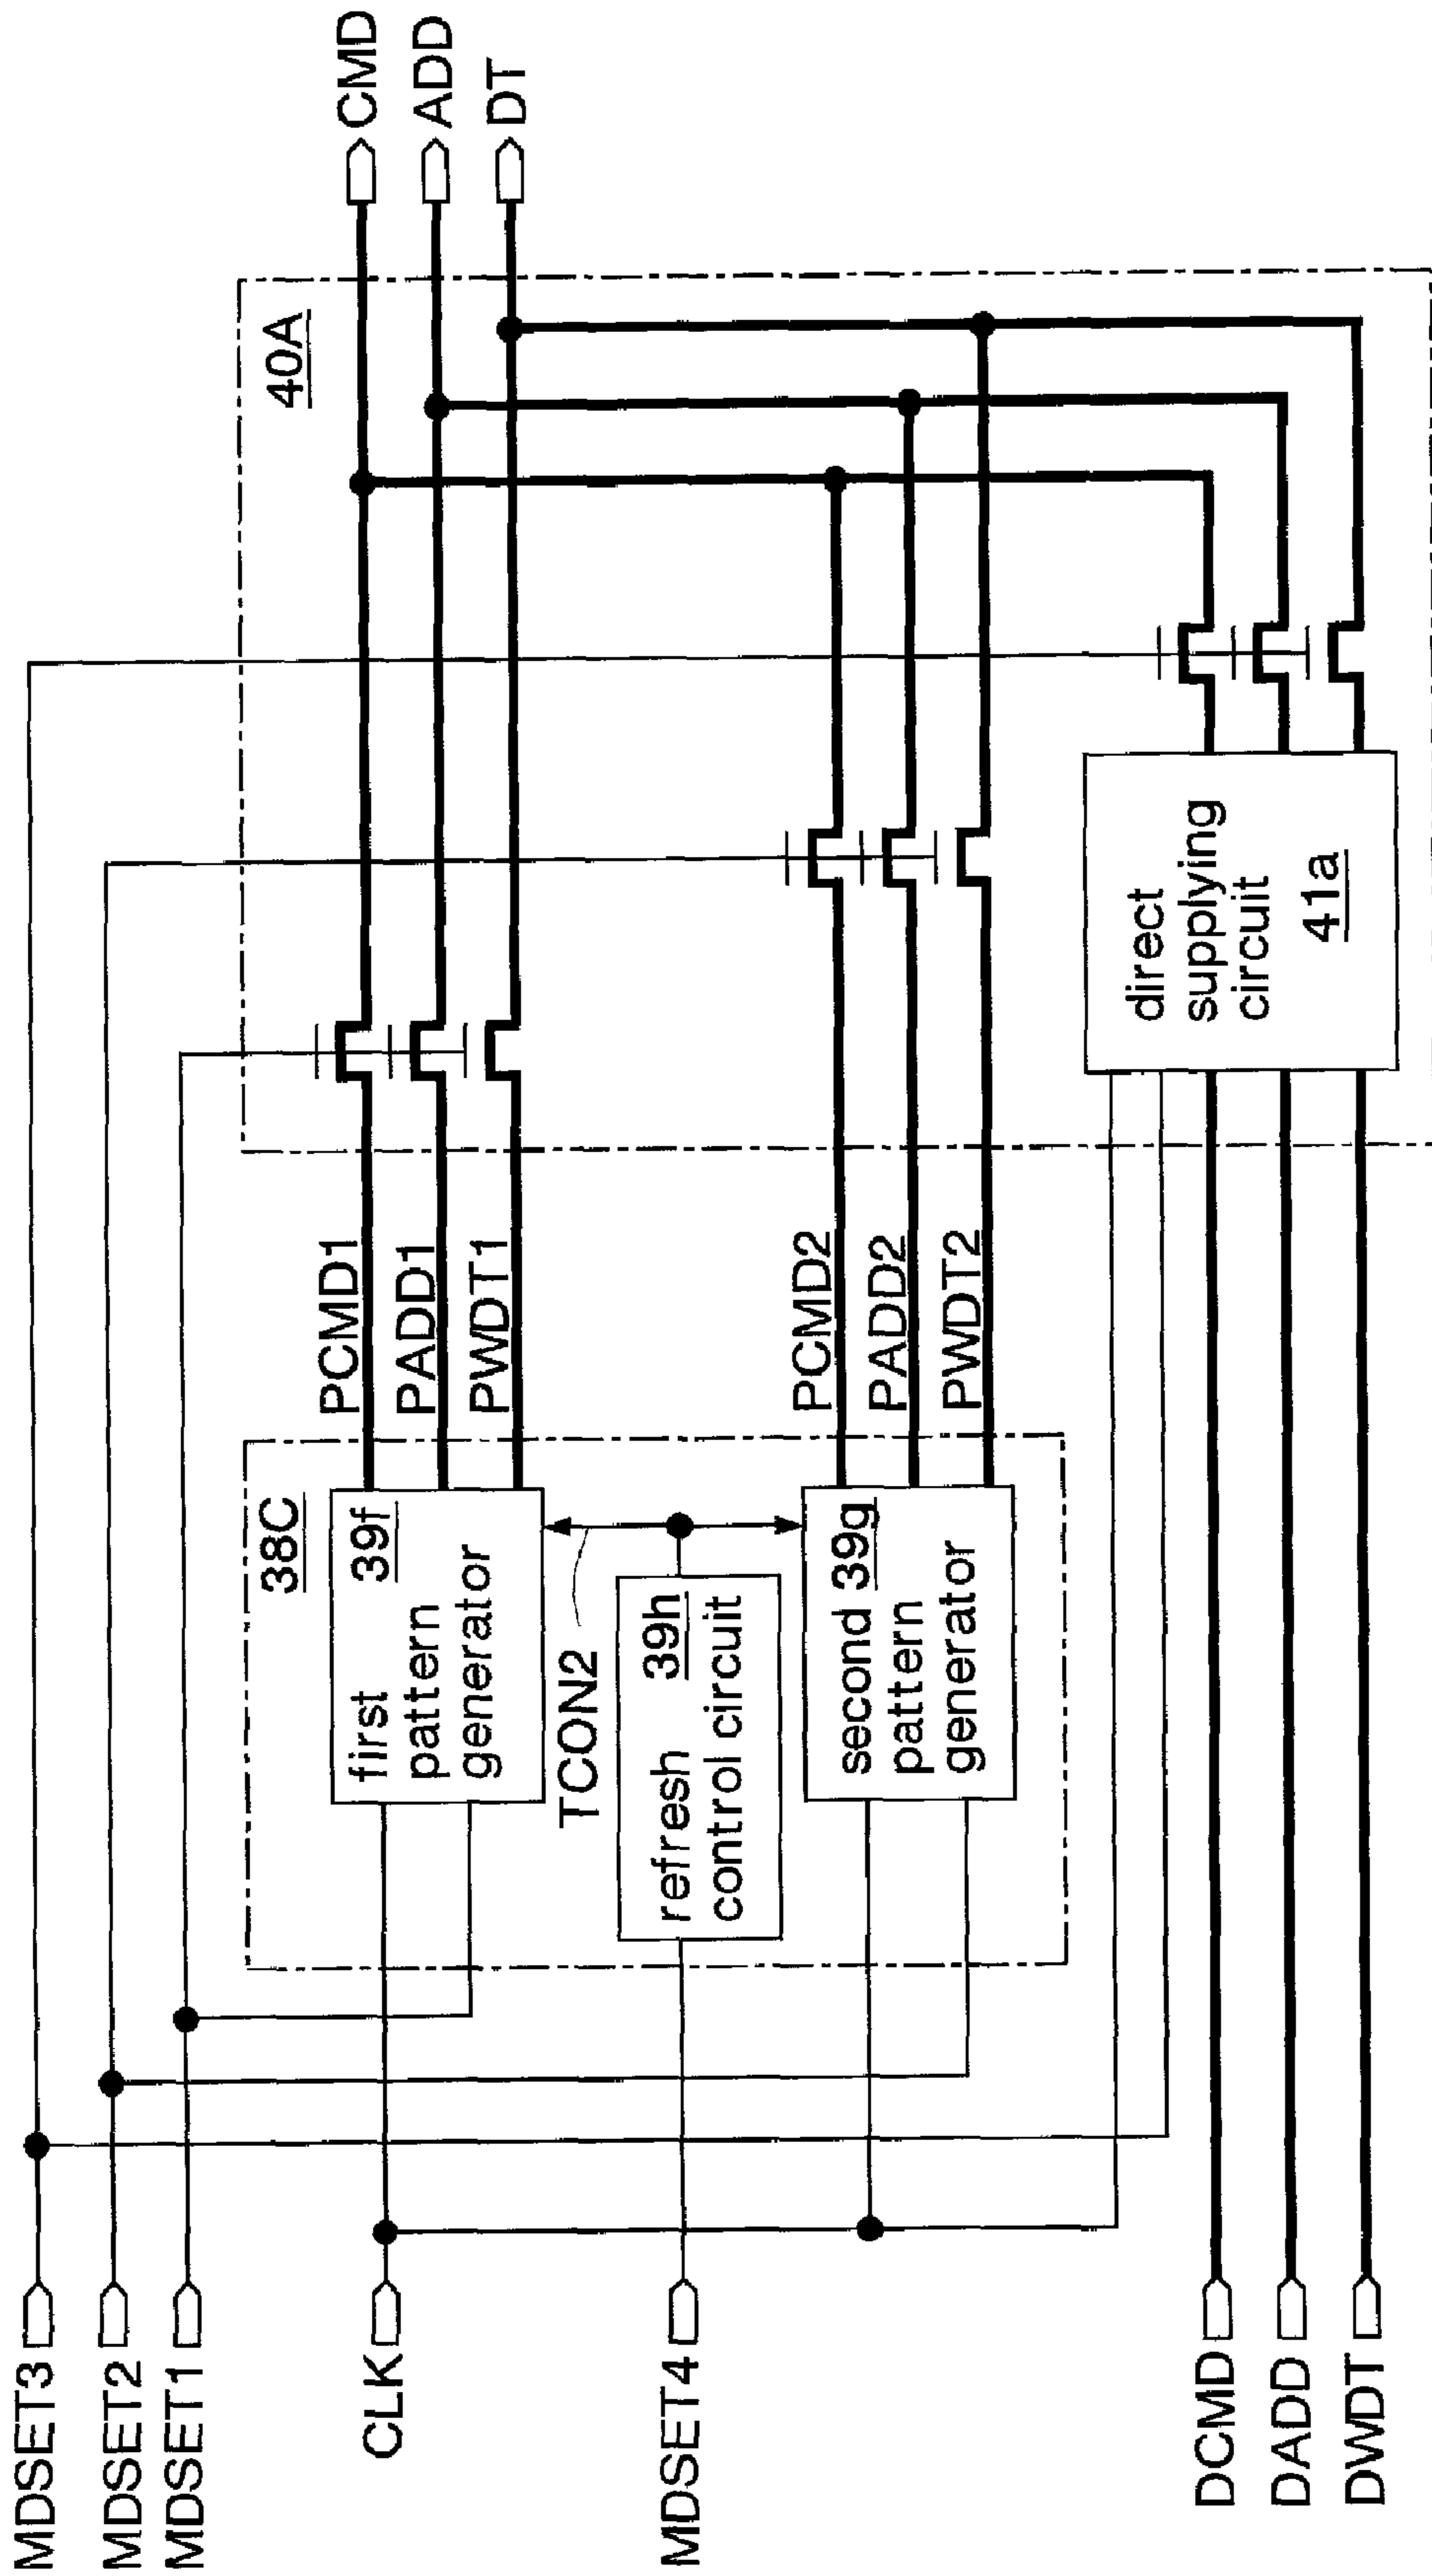 MDSET3
MDSET2
MDSET1
CLK
MDSET4
DCMD
DADD
DWDT
38C
first 39f
pattern
generator
TCON2
refresh 39h
control circuit
second 39g
pattern
generator
PCMD1
PADD1
PWDT1
PCMD2
PADD2
PWDT2
40A
direct
supplying
circuit
41a
CMD
ADD
DT